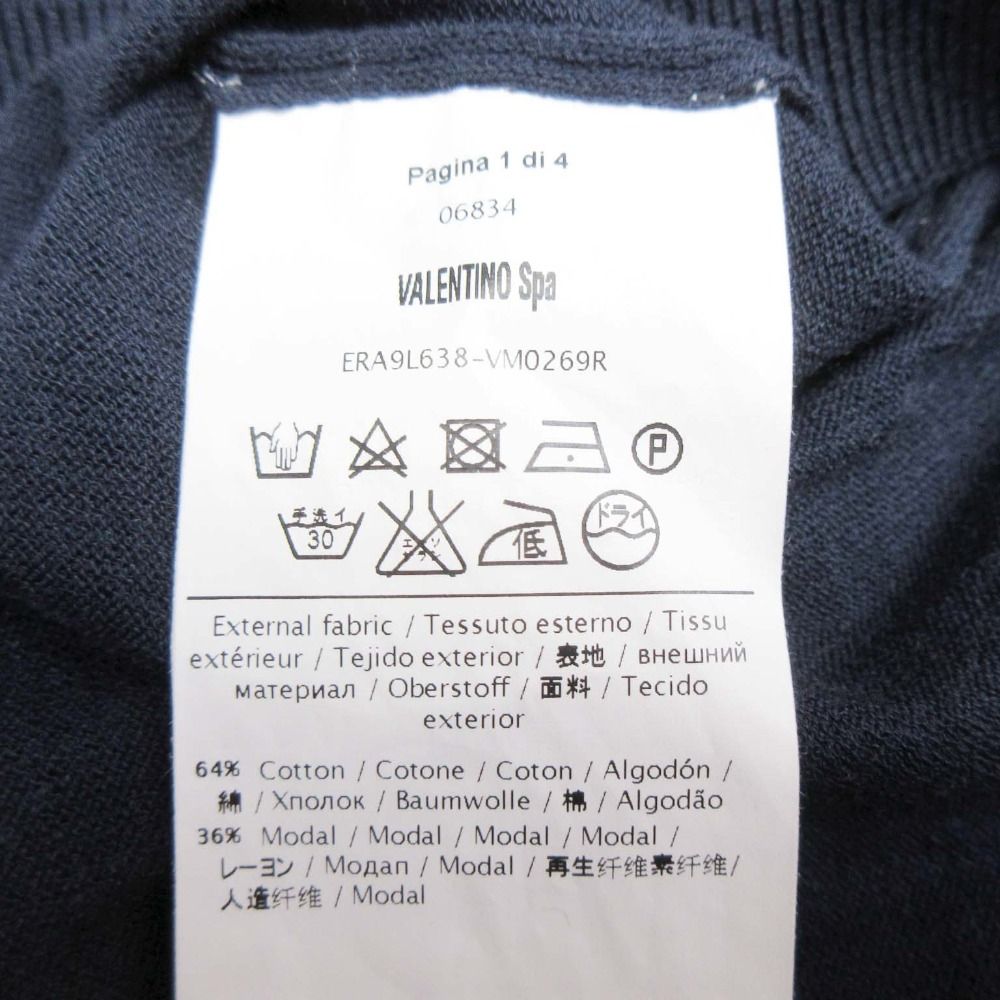 Pagina 1 di 4
06834
VALENTINO Spa
ERA9L638-VM0269R
P
手洗イ ドライ
30 エンソ 低
External fabric / Tessuto esterno / Tissu
extérieur / Tejido exterior / 表地 / внешний
материал / Oberstoff / 面料 / Tecido
exterior
64% Cotton / Cotone / Coton / Algodón /
綿 / Хполок / Baumwolle / 棉 / Algodão
36% Modal / Modal / Modal / Modal /
レーヨン / Модап / Modal / 再生纤维素纤维/
人造纤维 / Modal